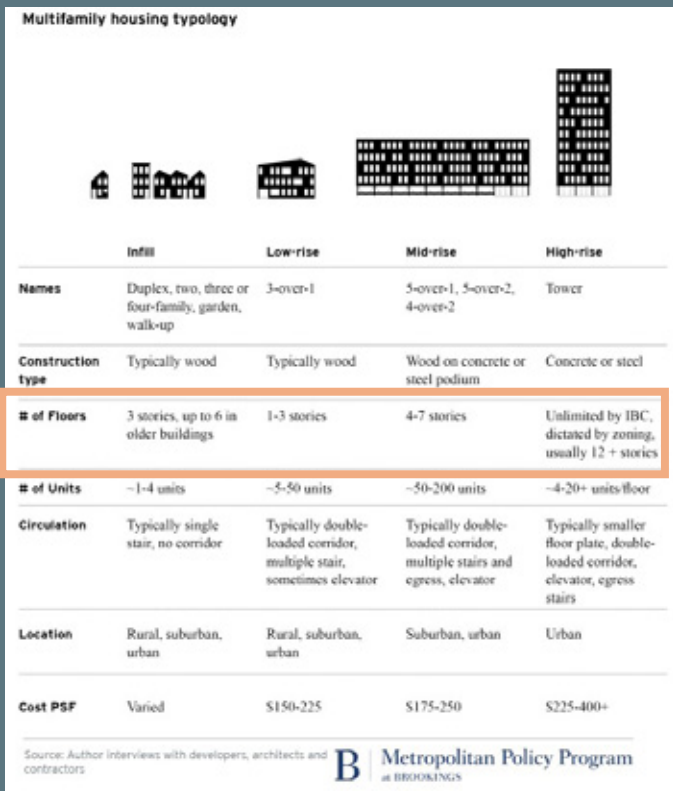 Multifamily housing typology
Infill Low-rise Mid-rise High-rise
Names
Duplex, two, three or
four-family, garden,
walk-up
3-over-1
5-over-1, 5-over-2,
4-over-2
Tower
Construction
type
Typically wood
Typically wood
Wood on concrete or
steel podium
Concrete or steel
# of Floors
3 stories, up to 6 in
older buildings
1-3 stories
4-7 stories
Unlimited by IBC,
dictated by zoning,
usually 12 + stories
# of Units
~1-4 units
~5-50 units
~50-200 units
~4-20+ units/floor
Circulation
Typically single
stair, no corridor
Typically double-
loaded corridor,
multiple stair,
sometimes elevator
Typically double-
loaded corridor,
multiple stairs and
egress, elevator
Typically smaller
floor plate, double-
loaded corridor,
elevator, egress
stairs
Location
Rural, suburban,
urban
Rural, suburban,
urban
Suburban, urban
Urban
Cost PSF
Varied
$150-225
$175-250
$225-400+
Source: Author interviews with developers, architects and
contractors
B
Metropolitan Policy Program
at BROOKINGS